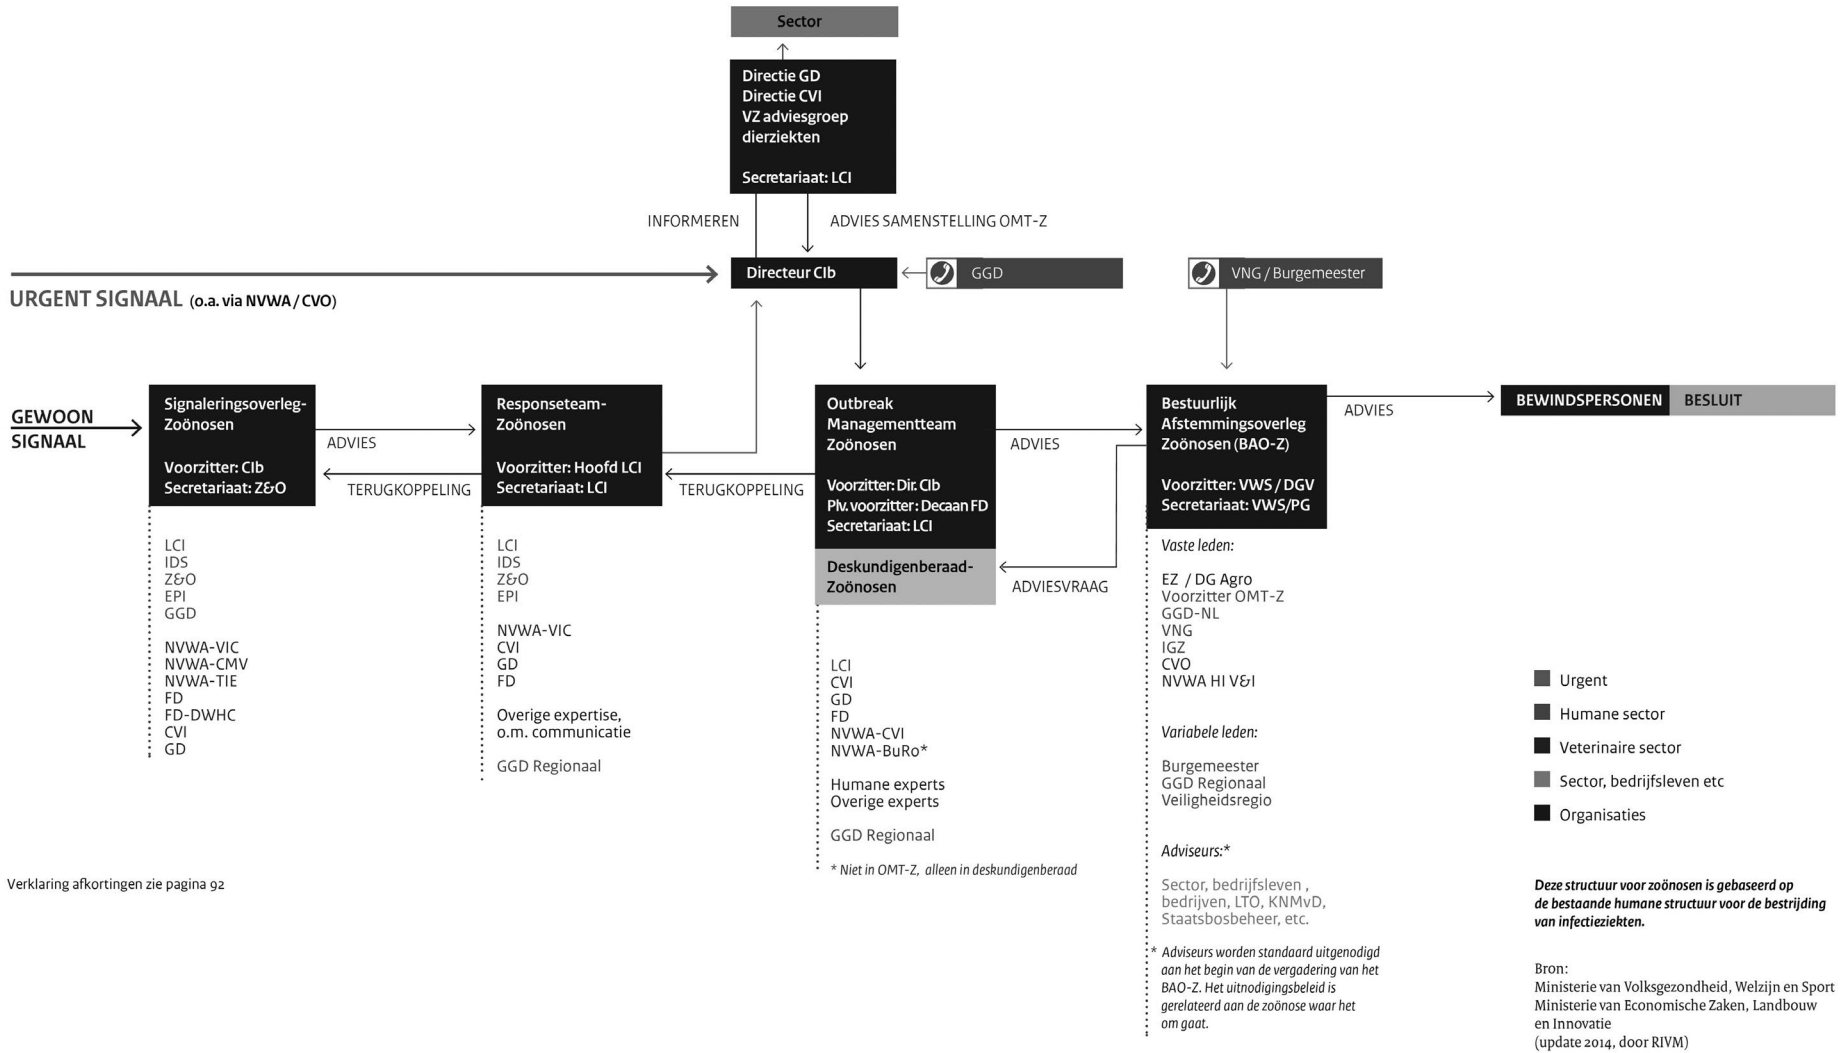 Sector
Directie GD
Directie CVI
VZ adviesgroep
dierziekten
Secretariaat: LCI
INFORMEREN
ADVIES SAMENSTELLING OMT-Z
Directeur CIb
GGD
VNG / Burgemeester
URGENT SIGNAAL (o.a. via NVWA / CVO)
GEWOON
SIGNAAL
Signaleringsoverleg-
Zoönosen
Voorzitter: CIb
Secretariaat: Z&O
ADVIES
TERUGKOPPELING
LCI
IDS
Z&O
EPI
GGD
NVWA-VIC
NVWA-CMV
NVWA-TIE
FD
FD-DWHC
CVI
GD
Responseteam-
Zoönosen
Voorzitter: Hoofd LCI
Secretariaat: LCI
TERUGKOPPELING
LCI
IDS
Z&O
EPI
NVWA-VIC
CVI
GD
FD
Overige expertise,
o.m. communicatie
GGD Regionaal
Outbreak
Managementteam
Zoönosen
Voorzitter: Dir. CIb
Plv. voorzitter : Decaan FD
Secretariaat: LCI
Deskundigenberaad-
Zoönosen
ADVIES
ADVIESVRAAG
LCI
CVI
GD
FD
NVWA-CVI
NVWA-BuRo*
Humane experts
Overige experts
GGD Regionaal
* Niet in OMT-Z, alleen in deskundigenberaad
Bestuurlijk
Afstemmingsoverleg
Zoönosen (BAO-Z)
Voorzitter: VWS / DGV
Secretariaat: VWS/PG
ADVIES
Vaste leden:
EZ / DG Agro
Voorzitter OMT-Z
GGD-NL
VNG
IGZ
CVO
NVWA HI V&I
Variabele leden:
Burgemeester
GGD Regionaal
Veiligheidsregio
Adviseurs:*
Sector, bedrijfsleven ,
bedrijven, LTO, KNMvD,
Staatsbosbeheer, etc.
* Adviseurs worden standaard uitgenodigd
aan het begin van de vergadering van het
BAO-Z. Het uitnodigingsbeleid is
gerelateerd aan de zoönose waar het
om gaat.
BEWINDSPERSONEN BESLUIT
Urgent
Humane sector
Veterinaire sector
Sector, bedrijfsleven etc
Organisaties
Verklaring afkortingen zie pagina 92
Deze structuur voor zoönosen is gebaseerd op
de bestaande humane structuur voor de bestrijding
van infectieziekten.
Bron:
Ministerie van Volksgezondheid, Welzijn en Sport
Ministerie van Economische Zaken, Landbouw
en Innovatie
(update 2014, door RIVM)